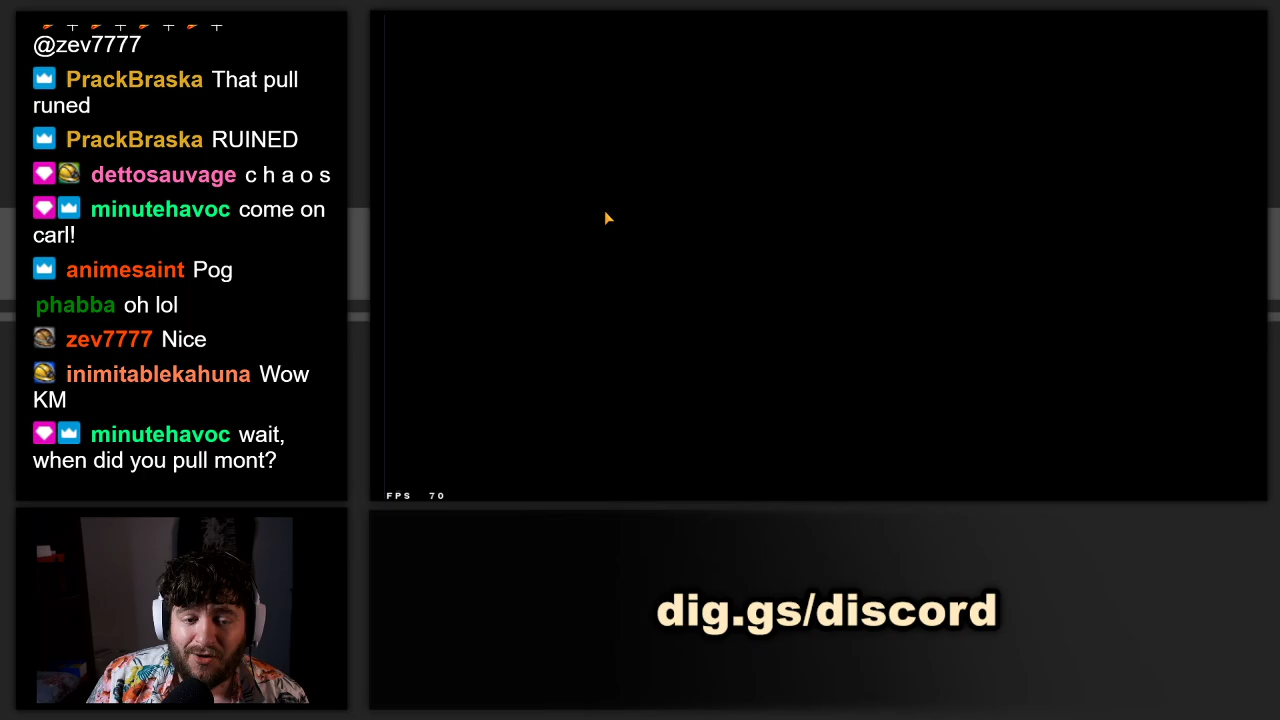 @zev7777
PrackBraska That pull
runed
PrackBraska RUINED
dettosauvage c h a o s
minutehavoc come on
carl!
animesaint Pog
phabba oh lol
zev7777 Nice
inimitablekahuna Wow
KM
minutehavoc wait,
when did you pull mont?
FPS 70
dig.gs/discord